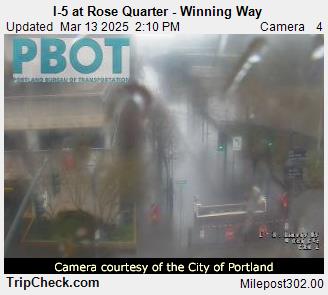 I-5 at Rose Quarter - Winning Way
Updated Mar 13 2025 2:10 PM Camera 4
PBOT
PORTLAND BUREAU OF TRANSPORTATION
Camera courtesy of the City of Portland
TripCheck.com Milepost302.00